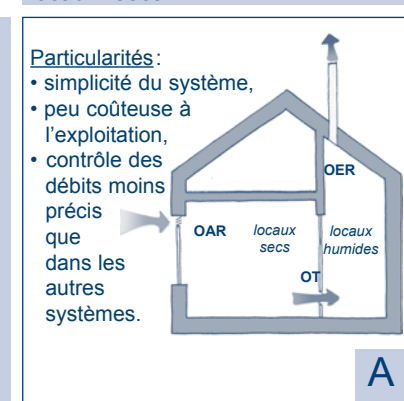 Particularités:
• simplicité du système,
• peu coûteuse à
l'exploitation,
• contrôle des
débits moins
précis
que
dans les
autres
systèmes.
OER
OAR
locaux
secs
locaux
humides
OT
A